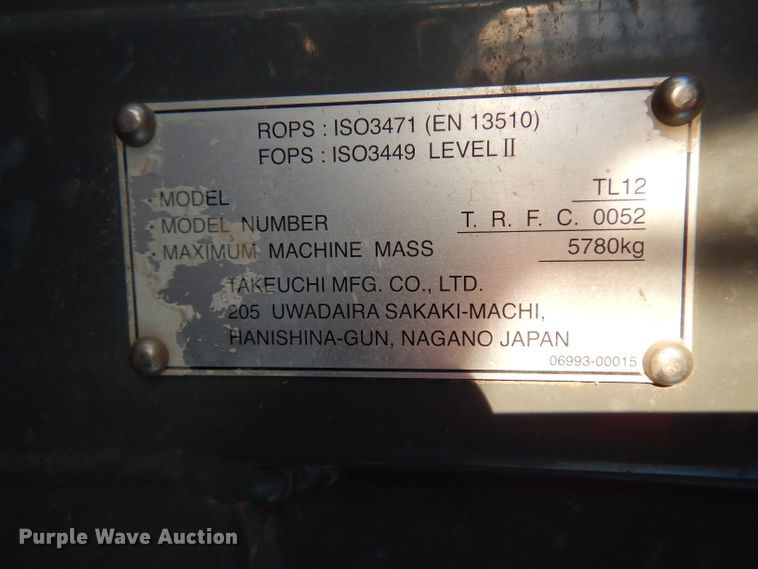 ROPS : ISO3471 (EN 13510)
FOPS : ISO3449 LEVEL II
· MODEL TL12
· MODEL NUMBER T. R. F. C. 0052
· MAXIMUM MACHINE MASS 5780kg
TAKEUCHI MFG. CO., LTD.
205 UWADAIRA SAKAKI-MACHI,
HANISHINA-GUN, NAGANO JAPAN
06993-00015
Purple Wave Auction